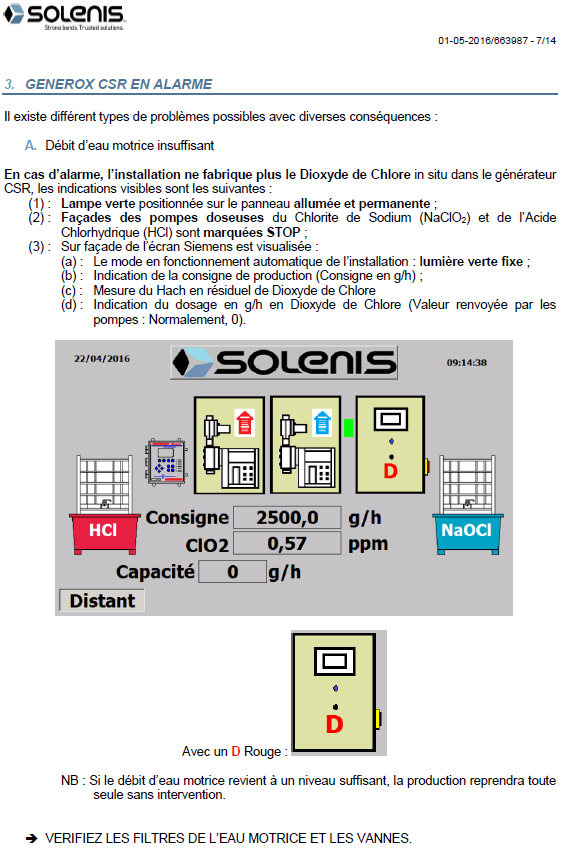 SOLENIS
Strong bonds. Trusted solutions.
01-05-2016/663987 - 7/14
3. GENEROX CSR EN ALARME
Il existe différent types de problèmes possibles avec diverses conséquences :
A. Débit d’eau motrice insuffisant
En cas d’alarme, l’installation ne fabrique plus le Dioxyde de Chlore in situ dans le générateur
CSR, les indications visibles sont les suivantes :
(1) : Lampe verte positionnée sur le panneau allumée et permanente ;
(2) : Façades des pompes doseuses du Chlorite de Sodium (NaClO₂) et de l’Acide
Chlorhydrique (HCl) sont marquées STOP ;
(3) : Sur façade de l’écran Siemens est visualisée :
(a) : Le mode en fonctionnement automatique de l’installation : lumière verte fixe ;
(b) : Indication de la consigne de production (Consigne en g/h) ;
(c) : Mesure du Hach en résiduel de Dioxyde de Chlore
(d) : Indication du dosage en g/h en Dioxyde de Chlore (Valeur renvoyée par les
pompes : Normalement, 0).
22/04/2016 SOLENIS 09:14:38
D
HCl NaOCl
Consigne 2500,0 g/h
ClO2 0,57 ppm
Capacité 0 g/h
Distant
D
Avec un D Rouge :
NB : Si le débit d’eau motrice revient à un niveau suffisant, la production reprendra toute
seule sans intervention.
➔ VERIFIEZ LES FILTRES DE L’EAU MOTRICE ET LES VANNES.